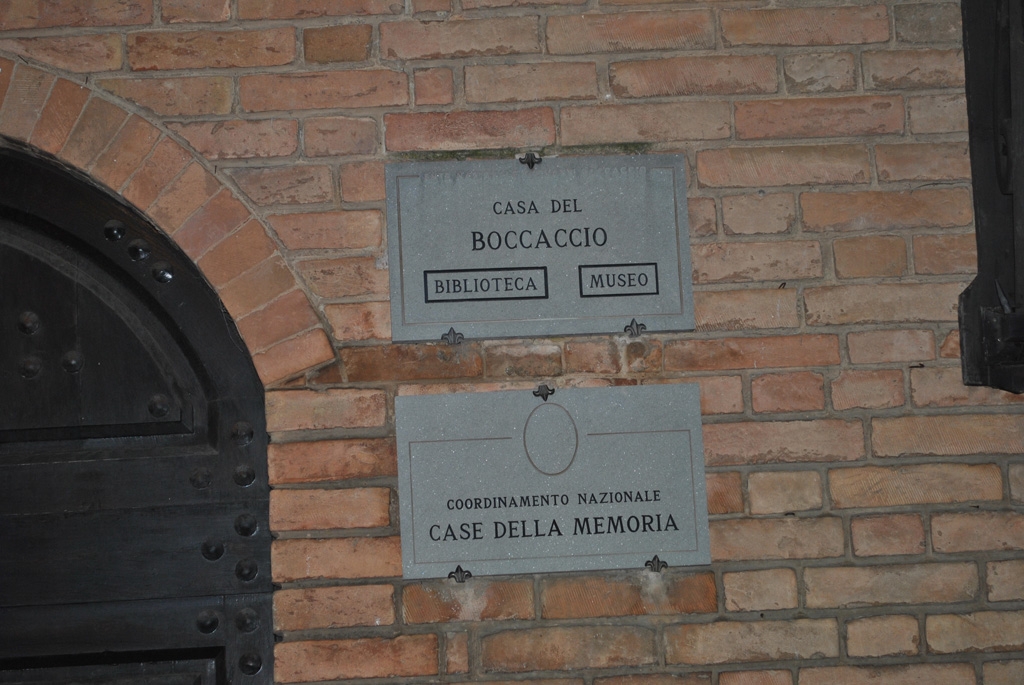 CASA DEL
BOCCACCIO
BIBLIOTECA MUSEO
COORDINAMENTO NAZIONALE
CASE DELLA MEMORIA